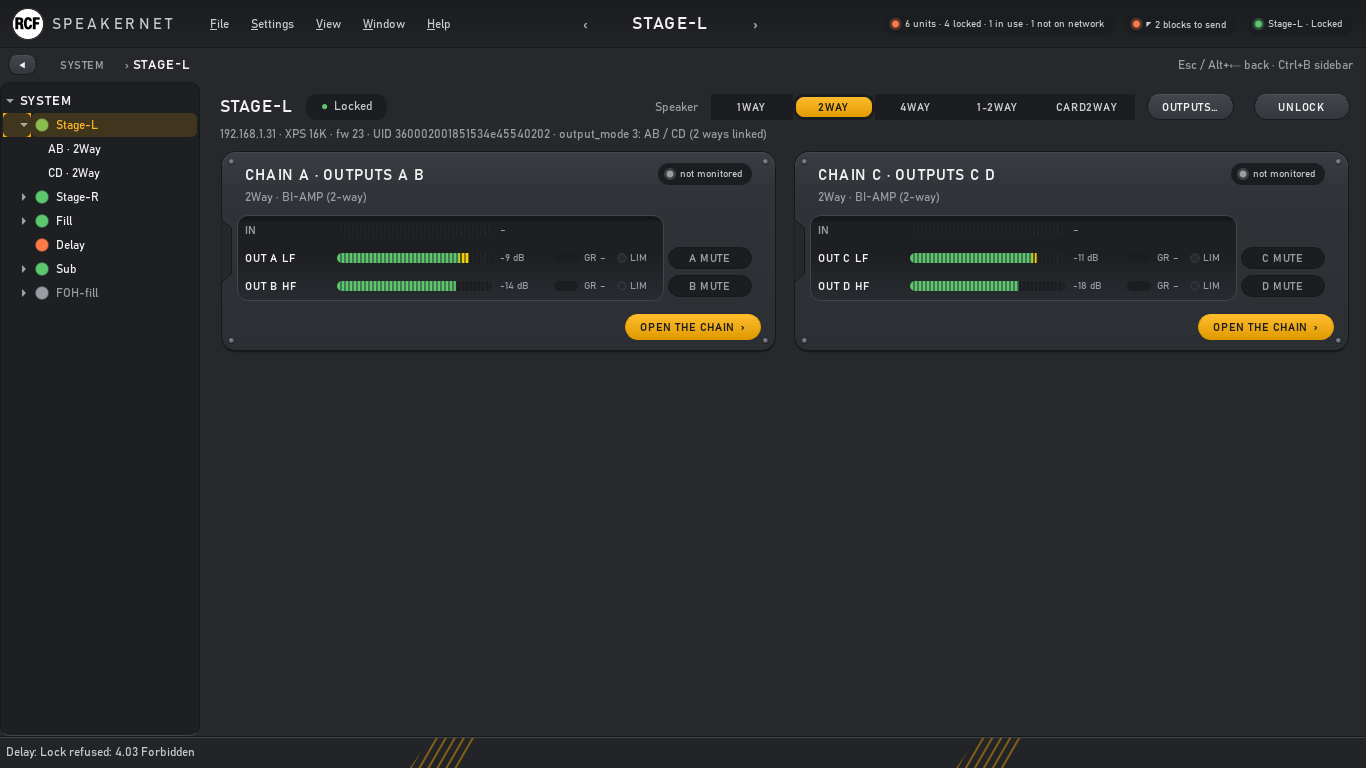 RCF SPEAKERNET File Settings View Window Help ‹ STAGE-L › 6 units · 4 locked · 1 in use · 1 not on network 2 blocks to send Stage-L · Locked
◂ SYSTEM › STAGE-L Esc / Alt+← back · Ctrl+B sidebar
SYSTEM
Stage-L
AB · 2Way
CD · 2Way
Stage-R
Fill
Delay
Sub
FOH-fill
STAGE-L Locked Speaker 1WAY 2WAY 4WAY 1-2WAY CARD2WAY OUTPUTS… UNLOCK
192.168.1.31 · XPS 16K · fw 23 · UID 360002001851534e45540202 · output_mode 3: AB / CD (2 ways linked)
CHAIN A · OUTPUTS A B not monitored
2Way · BI-AMP (2-way)
IN –
OUT A LF -9 dB GR – LIM A MUTE
OUT B HF -14 dB GR – LIM B MUTE
OPEN THE CHAIN ›
CHAIN C · OUTPUTS C D not monitored
2Way · BI-AMP (2-way)
IN –
OUT C LF -11 dB GR – LIM C MUTE
OUT D HF -18 dB GR – LIM D MUTE
OPEN THE CHAIN ›
Delay: Lock refused: 4.03 Forbidden